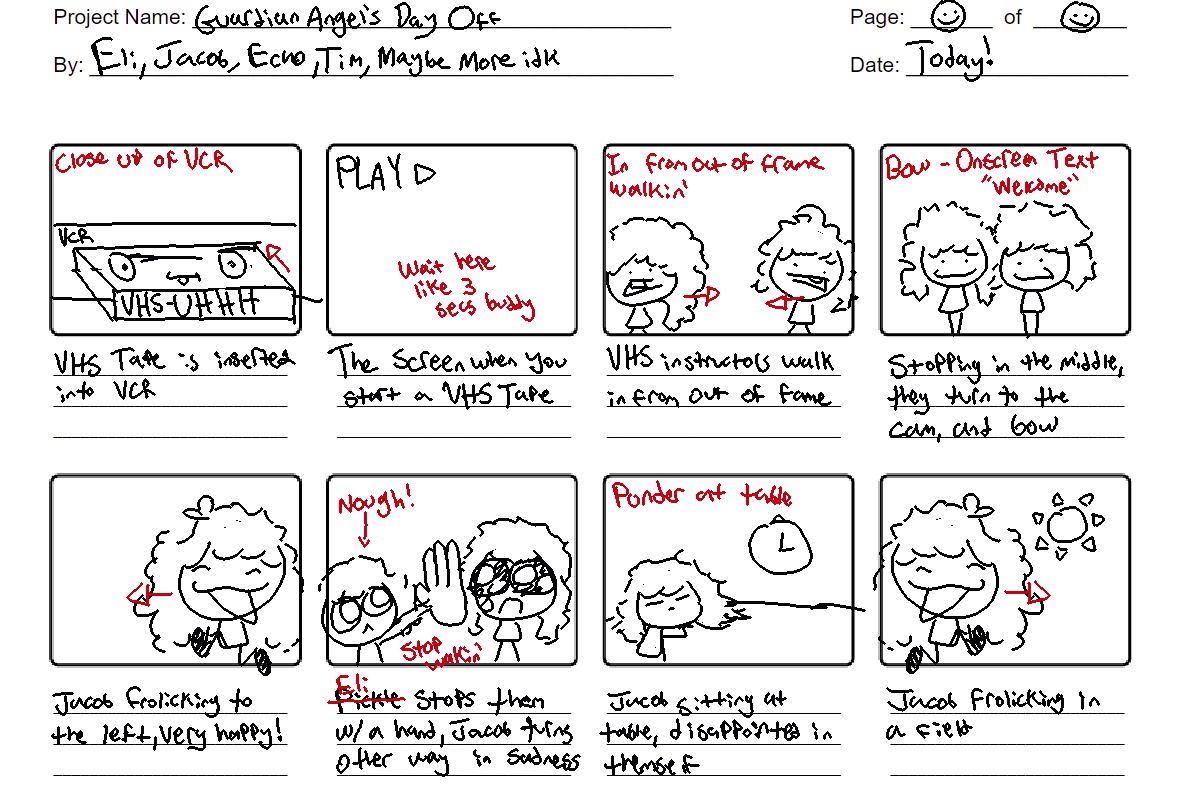 Project Name: Guardian Angel's Day Off
Page: of
By: Eli, Jacob, Echo, Tim, Maybe More idk
Date: Today!
Close up of VCR
VCR
VHS-UHHH
VHS Tape is inserted
into VCR
PLAY
Wait here
like 3
secs buddy
The Screen when you
start a VHS Tape
In from out of frame
walkin'
VHS instructors walk
in from out of fame
Bow - Onscreen Text
"Welcome"
Stopping in the middle,
they turn to the
cam, and bow
Jacob frolicking to
the left, very happy!
Nough!
Stop
walkin'
Eli
Pickle stops them
w/ a hand, Jacob turns
other way in sadness
Ponder at table
Jacob sitting at
table, disappointed in
themself
Jacob frolicking in
a field